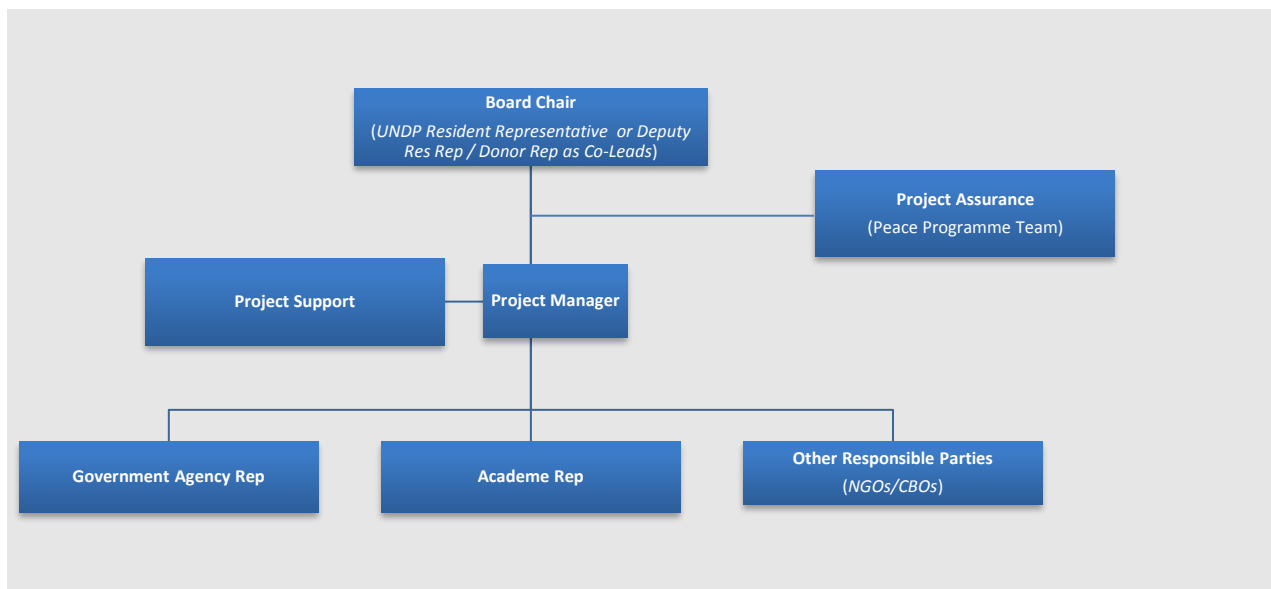 Board Chair
(UNDP Resident Representative or Deputy
Res Rep / Donor Rep as Co-Leads)
Project Assurance
(Peace Programme Team)
Project Support
Project Manager
Government Agency Rep
Academe Rep
Other Responsible Parties
(NGOs/CBOs)